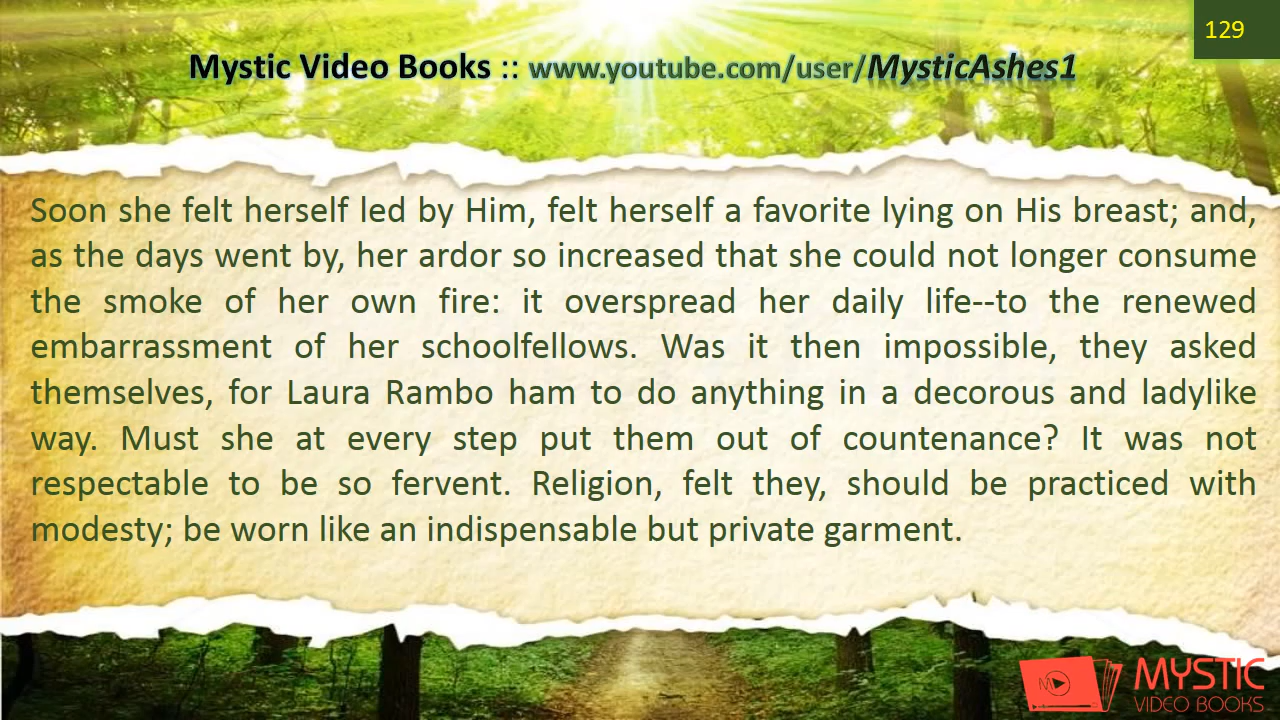 129
Mystic Video Books :: www.youtube.com/user/MysticAshes1
Soon she felt herself led by Him, felt herself a favorite lying on His breast; and,
as the days went by, her ardor so increased that she could not longer consume
the smoke of her own fire: it overspread her daily life--to the renewed
embarrassment of her schoolfellows. Was it then impossible, they asked
themselves, for Laura Rambo ham to do anything in a decorous and ladylike
way. Must she at every step put them out of countenance? It was not
respectable to be so fervent. Religion, felt they, should be practiced with
modesty; be worn like an indispensable but private garment.
MYSTIC
VIDEO BOOKS